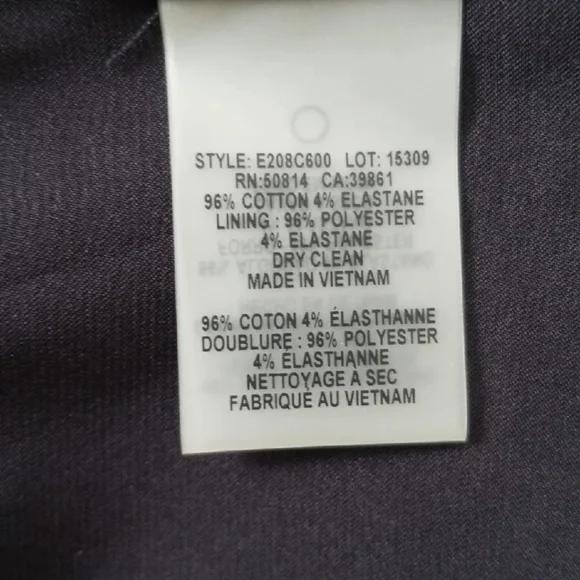 STYLE: E208C600 LOT: 15309
RN:50814 CA:39861
96% COTTON 4% ELASTANE
LINING : 96% POLYESTER
4% ELASTANE
DRY CLEAN
MADE IN VIETNAM
96% COTON 4% ÉLASTHANNE
DOUBLURE : 96% POLYESTER
4% ÉLASTHANNE
NETTOYAGE A SEC
FABRIQUÉ AU VIETNAM